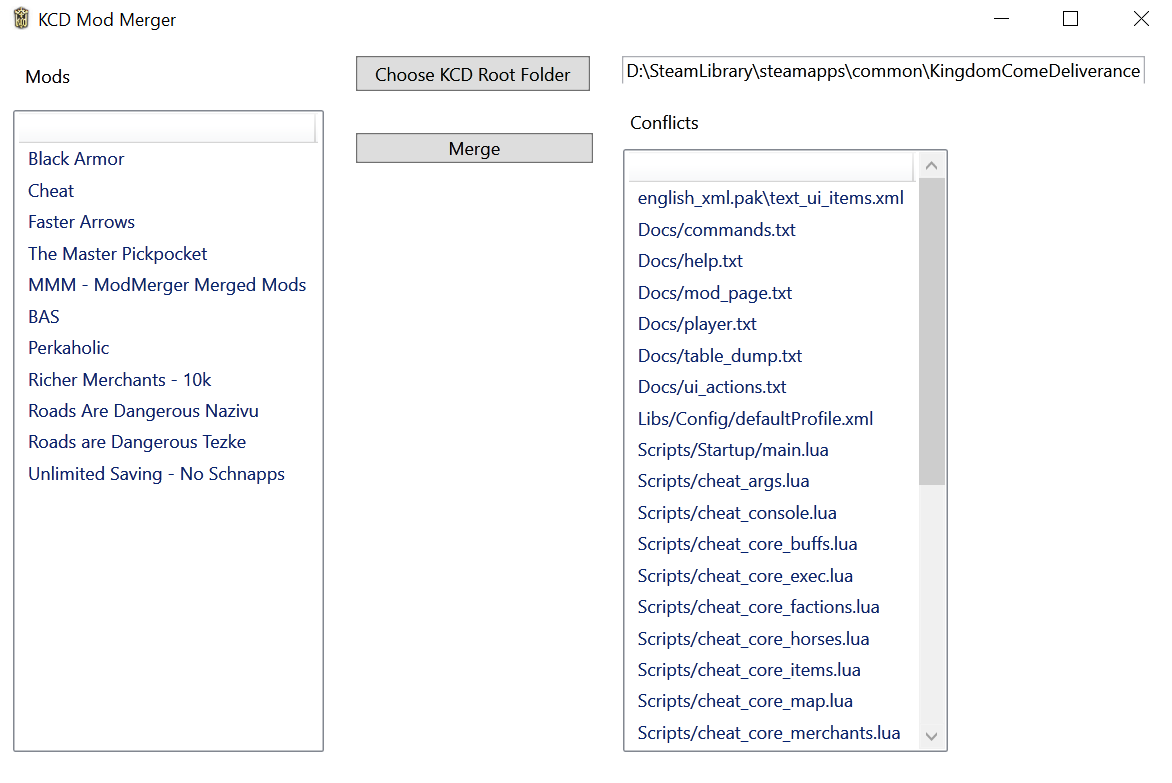 KCD Mod Merger
Mods
Choose KCD Root Folder
D:\SteamLibrary\steamapps\common\KingdomComeDeliverance
Merge
Conflicts
Black Armor
Cheat
Faster Arrows
The Master Pickpocket
MMM - ModMerger Merged Mods
BAS
Perkaholic
Richer Merchants - 10k
Roads Are Dangerous Nazivu
Roads are Dangerous Tezke
Unlimited Saving - No Schnapps
english_xml.pak\text_ui_items.xml
Docs/commands.txt
Docs/help.txt
Docs/mod_page.txt
Docs/player.txt
Docs/table_dump.txt
Docs/ui_actions.txt
Libs/Config/defaultProfile.xml
Scripts/Startup/main.lua
Scripts/cheat_args.lua
Scripts/cheat_console.lua
Scripts/cheat_core_buffs.lua
Scripts/cheat_core_exec.lua
Scripts/cheat_core_factions.lua
Scripts/cheat_core_horses.lua
Scripts/cheat_core_items.lua
Scripts/cheat_core_map.lua
Scripts/cheat_core_merchants.lua